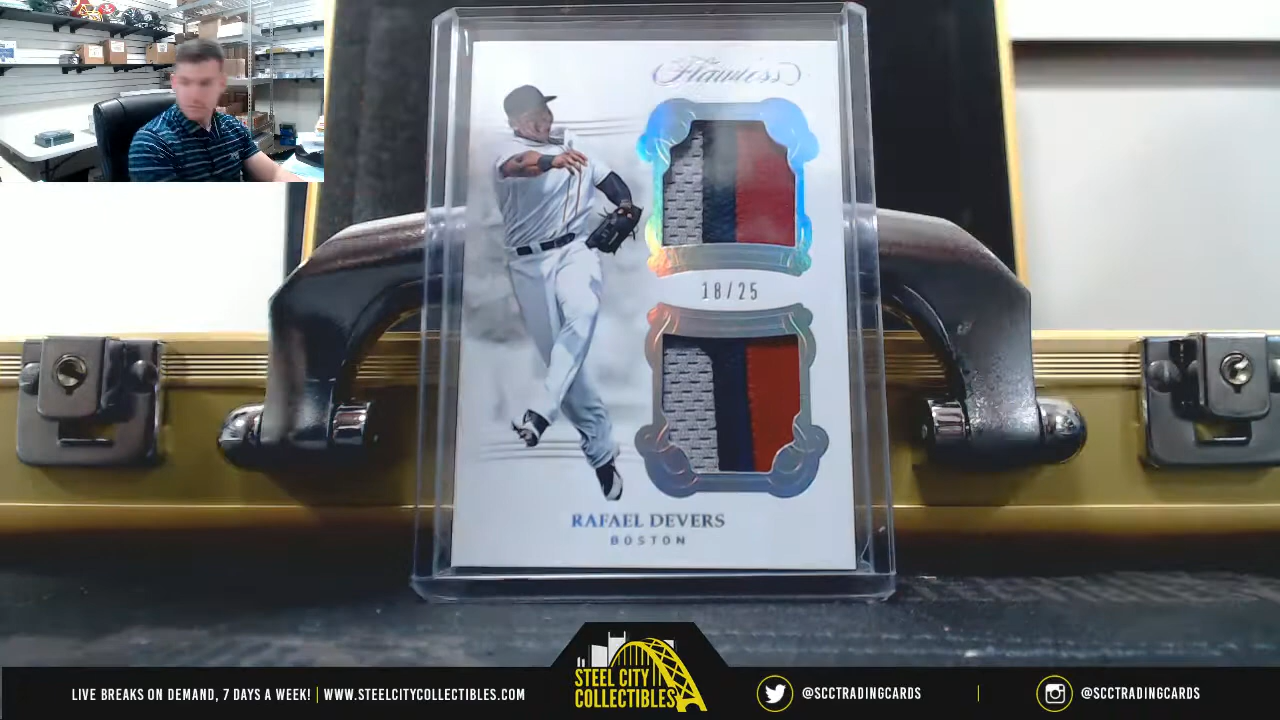 Flawless
18/25
RAFAEL DEVERS
BOSTON
STEEL CITY
COLLECTIBLES
LIVE BREAKS ON DEMAND, 7 DAYS A WEEK! | WWW.STEELCITYCOLLECTIBLES.COM
@SCCTRADINGCARDS | @SCCTRADINGCARDS